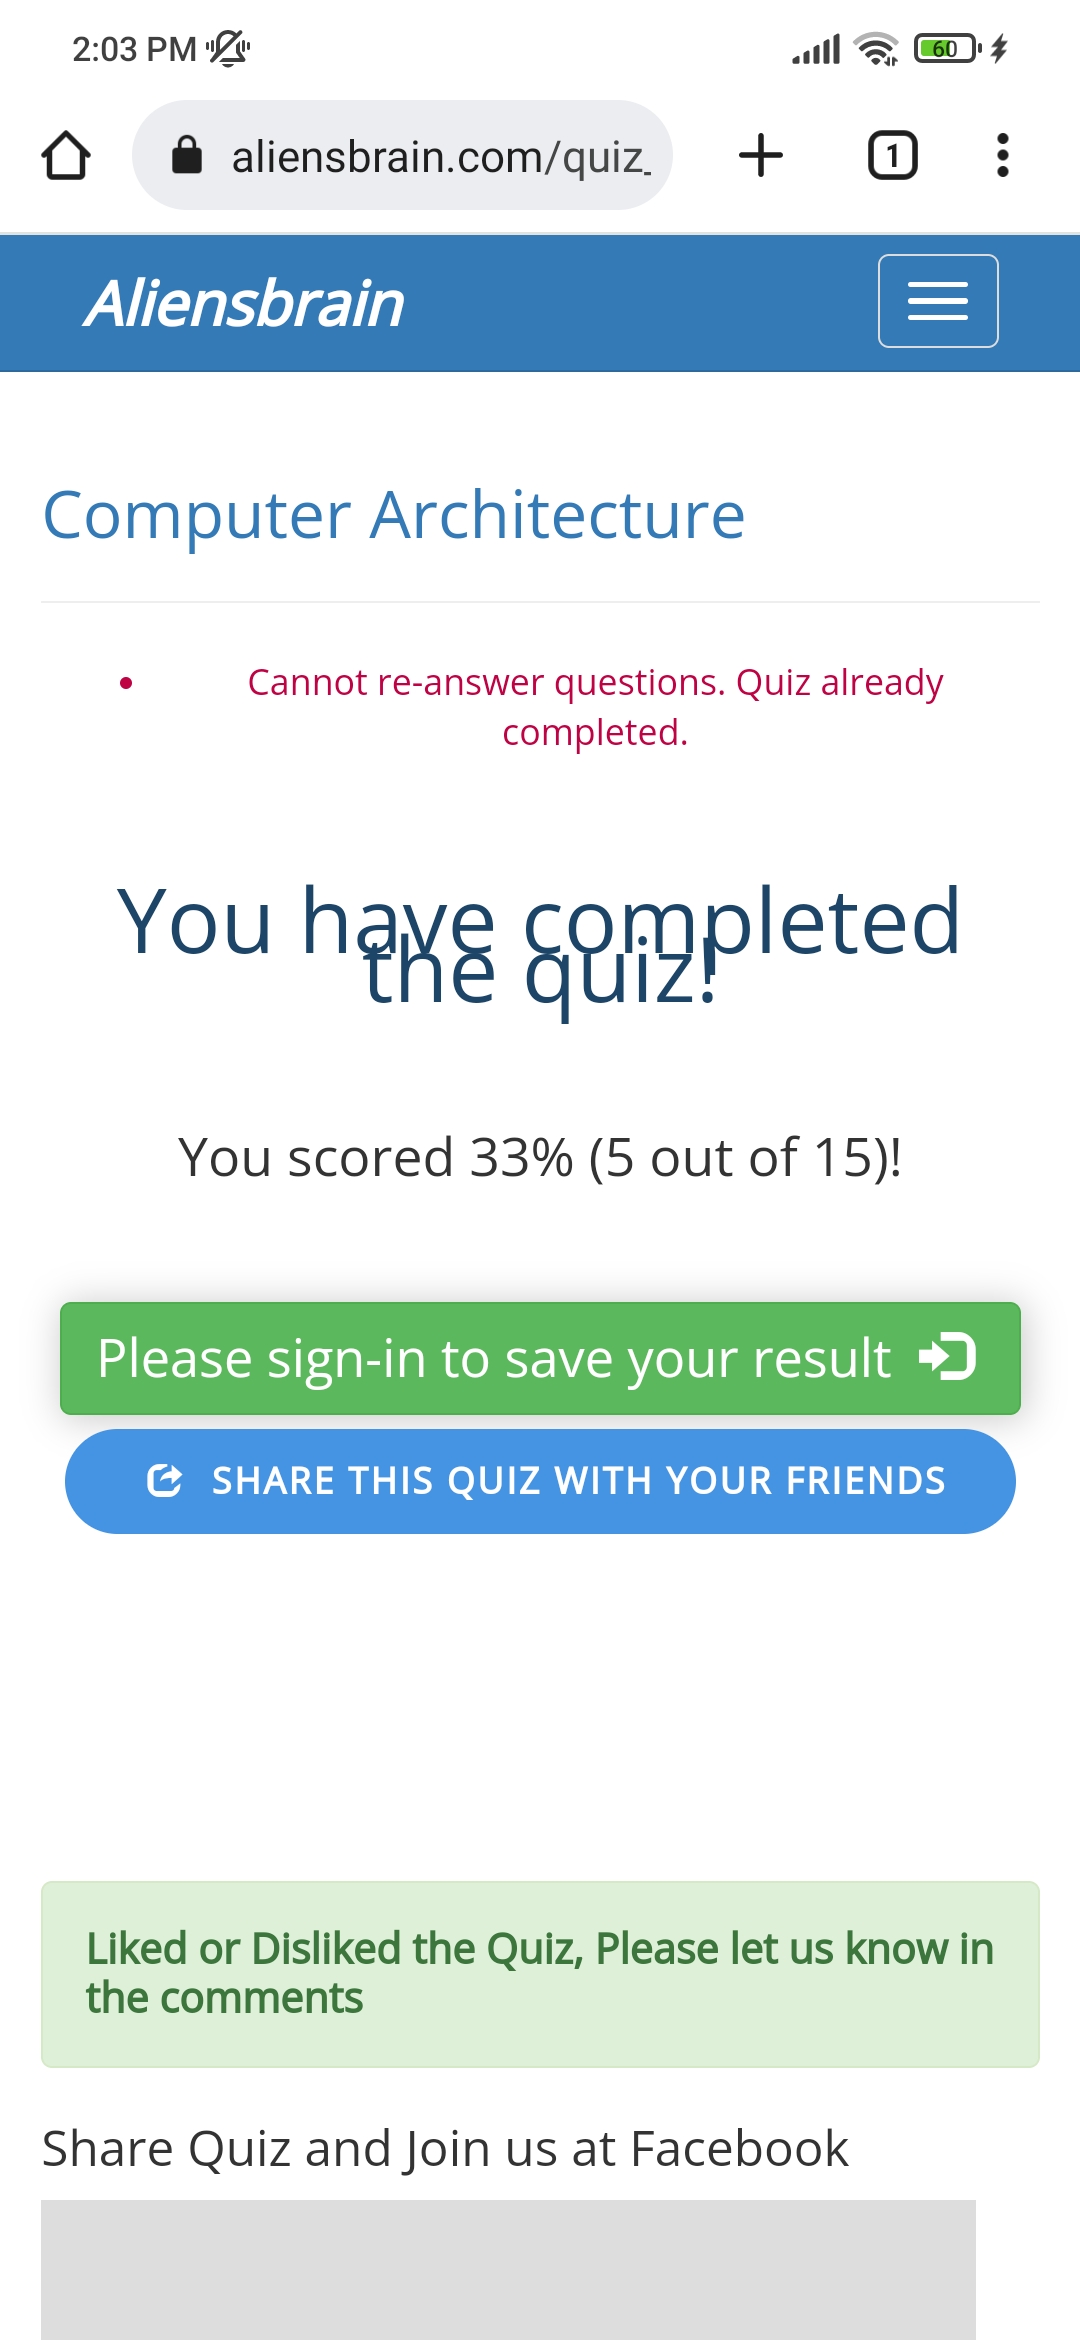 2:03 PM
60
aliensbrain.com/quiz_
1
Aliensbrain
Computer Architecture
Cannot re-answer questions. Quiz already
completed.
You have completed
the quiz!
You scored 33% (5 out of 15)!
Please sign-in to save your result
SHARE THIS QUIZ WITH YOUR FRIENDS
Liked or Disliked the Quiz, Please let us know in
the comments
Share Quiz and Join us at Facebook